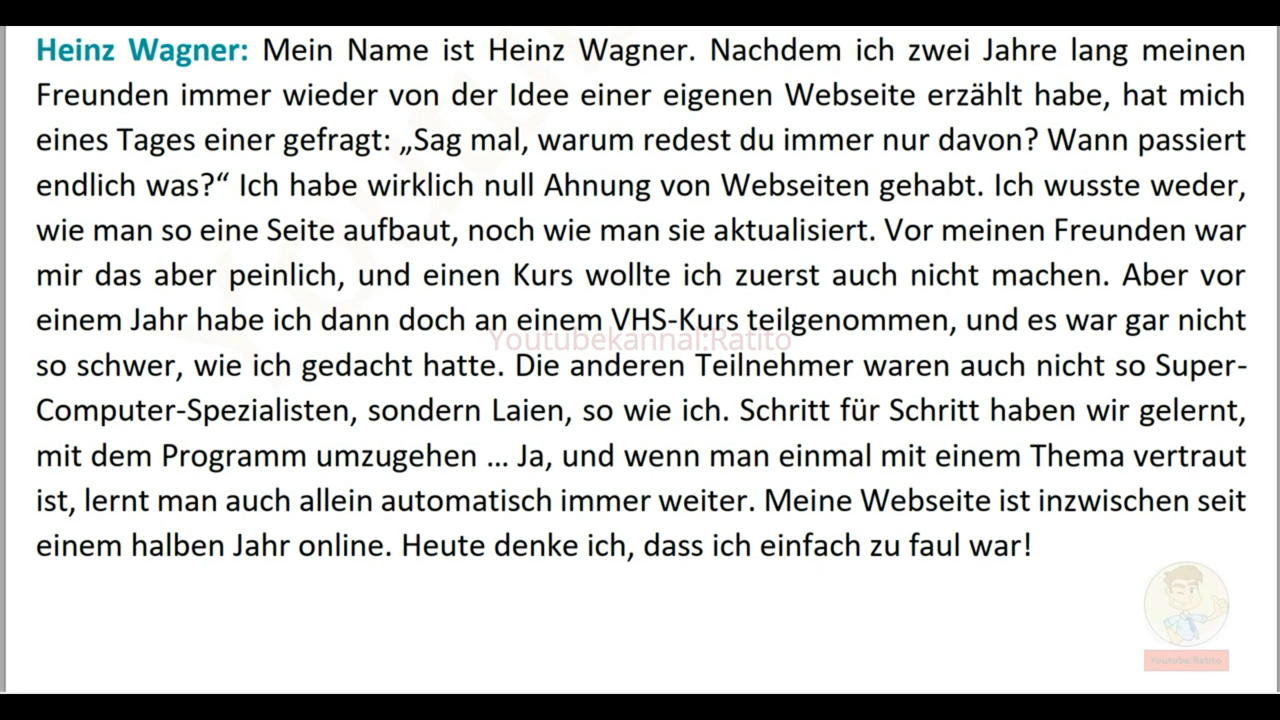 Heinz Wagner: Mein Name ist Heinz Wagner. Nachdem ich zwei Jahre lang meinen
Freunden immer wieder von der Idee einer eigenen Webseite erzählt habe, hat mich
eines Tages einer gefragt: „Sag mal, warum redest du immer nur davon? Wann passiert
endlich was?“ Ich habe wirklich null Ahnung von Webseiten gehabt. Ich wusste weder,
wie man so eine Seite aufbaut, noch wie man sie aktualisiert. Vor meinen Freunden war
mir das aber peinlich, und einen Kurs wollte ich zuerst auch nicht machen. Aber vor
einem Jahr habe ich dann doch an einem VHS-Kurs teilgenommen, und es war gar nicht
Youtubekannal:Ratito
so schwer, wie ich gedacht hatte. Die anderen Teilnehmer waren auch nicht so Super-
Computer-Spezialisten, sondern Laien, so wie ich. Schritt für Schritt haben wir gelernt,
mit dem Programm umzugehen ... Ja, und wenn man einmal mit einem Thema vertraut
ist, lernt man auch allein automatisch immer weiter. Meine Webseite ist inzwischen seit
einem halben Jahr online. Heute denke ich, dass ich einfach zu faul war!
Youtube:Ratito